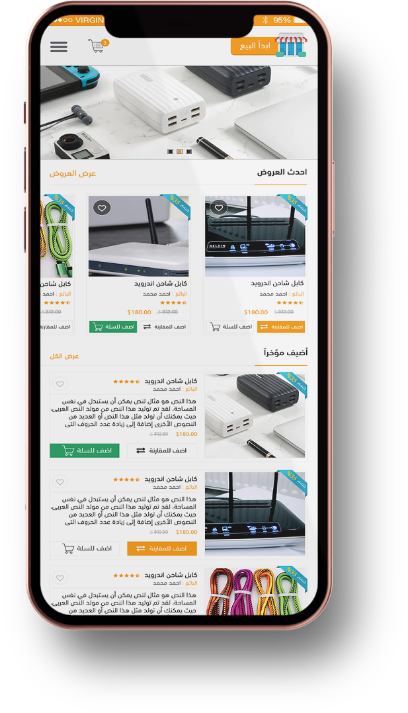 VIRGIN
95%
ابدأ البيع
احدث العروض
عرض العروض
كابل شاحن اندرويد
البائع : احمد محمد
$180.00
اضف للمقارنة
اضف للسلة
كابل شاحن اندرويد
البائع : احمد محمد
$180.00
اضف للمقارنة
اضف للسلة
كابل شاحن
البائع : احمد محمد
اضف للمقارنة
أضيف مؤخراً
عرض الكل
كابل شاحن اندرويد
البائع : احمد محمد
هذا النص هو مثال لنص يمكن أن يستبدل في نفس
المساحة، لقد تم توليد هذا النص من مولد النص العربى،
حيث يمكنك أن تولد مثل هذا النص أو العديد من
النصوص الأخرى إضافة إلى زيادة عدد الحروف التى
$180.00
اضف للمقارنة
اضف للسلة
كابل شاحن اندرويد
البائع : احمد محمد
هذا النص هو مثال لنص يمكن أن يستبدل في نفس
المساحة، لقد تم توليد هذا النص من مولد النص العربى،
حيث يمكنك أن تولد مثل هذا النص أو العديد من
النصوص الأخرى إضافة إلى زيادة عدد الحروف التى
$180.00
اضف للمقارنة
اضف للسلة
كابل شاحن اندرويد
البائع : احمد محمد
هذا النص هو مثال لنص يمكن أن يستبدل في نفس
المساحة، لقد تم توليد هذا النص من مولد النص العربى،
حيث يمكنك أن تولد مثل هذا النص أو العديد من